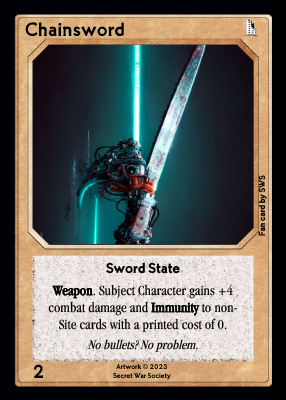 Chainsword
Fan card by SWS
Sword State
Weapon. Subject Character gains +4
combat damage and Immunity to non-
Site cards with a printed cost of 0.
No bullets? No problem.
2
Artwork © 2023
Secret War Society